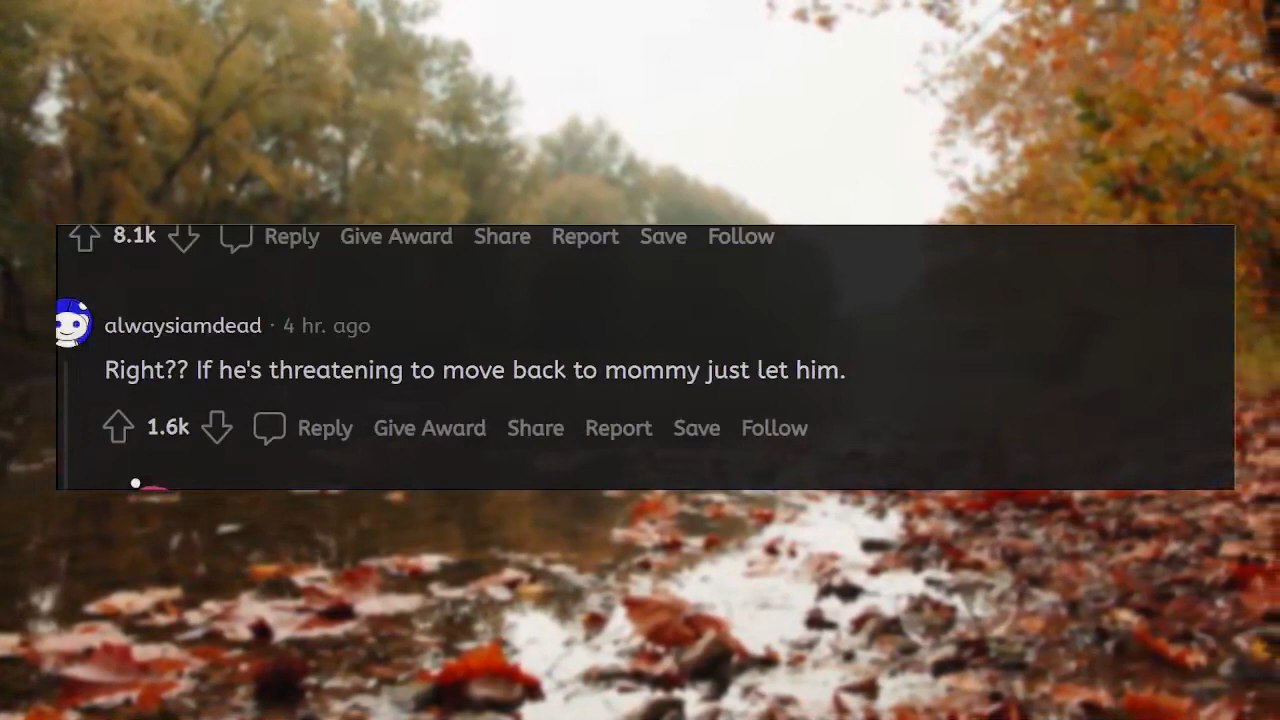 8.1k Reply Give Award Share Report Save Follow
alwaysiamdead · 4 hr. ago
Right?? If he's threatening to move back to mommy just let him.
1.6k Reply Give Award Share Report Save Follow